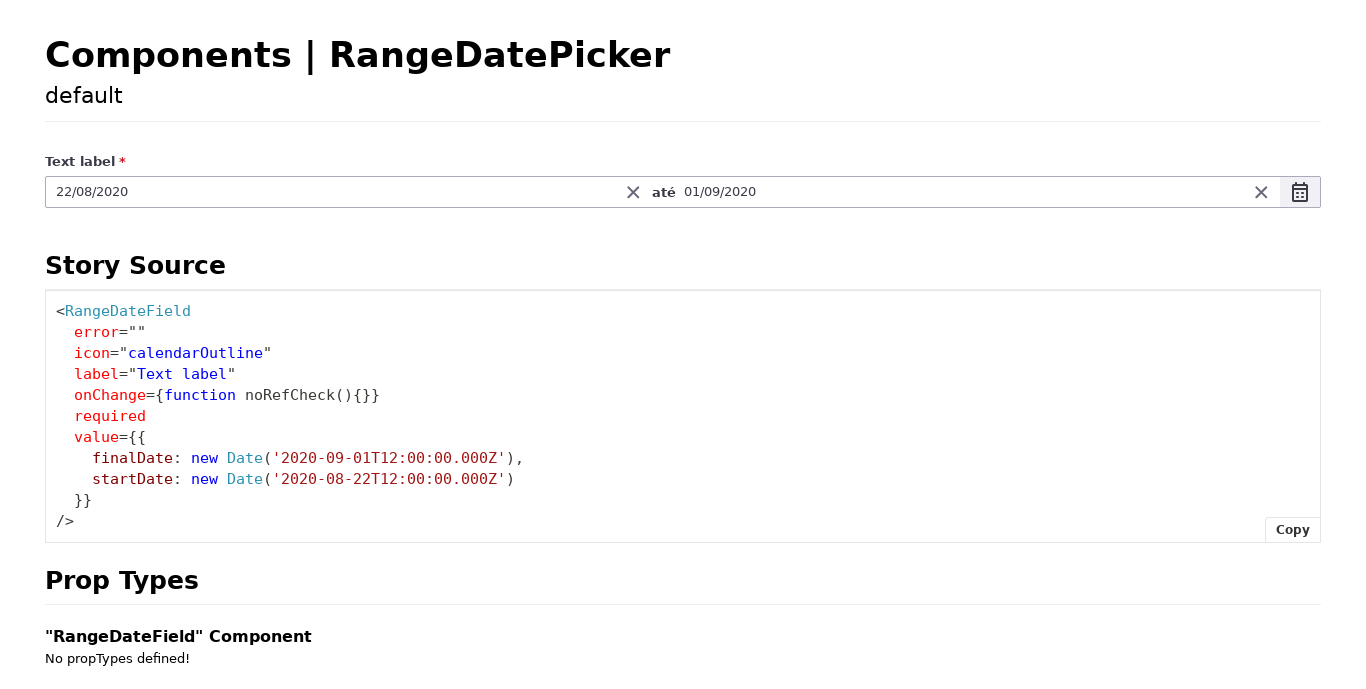 Components | RangeDatePicker
default
Text label *
22/08/2020 até 01/09/2020
Story Source
<RangeDateField
  error=""
  icon="calendarOutline"
  label="Text label"
  onChange={function noRefCheck(){}}
  required
  value={{
    finalDate: new Date('2020-09-01T12:00:00.000Z'),
    startDate: new Date('2020-08-22T12:00:00.000Z')
  }}
/>
Copy
Prop Types
"RangeDateField" Component
No propTypes defined!